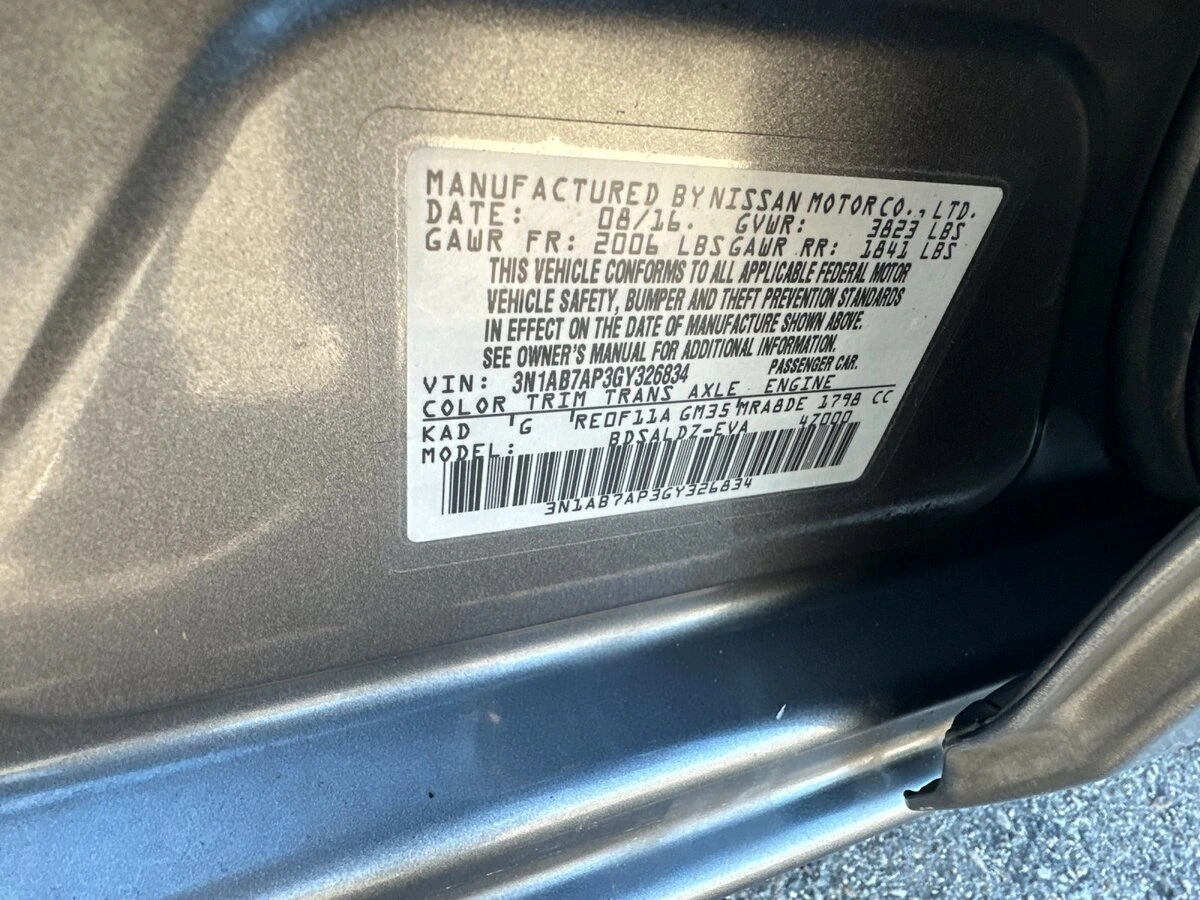 MANUFACTURED BY NISSAN MOTOR CO., LTD.
DATE: 08/16. GVWR: 3823 LBS
GAWR FR: 2006 LBS GAWR RR: 1841 LBS
THIS VEHICLE CONFORMS TO ALL APPLICABLE FEDERAL MOTOR
VEHICLE SAFETY, BUMPER AND THEFT PREVENTION STANDARDS
IN EFFECT ON THE DATE OF MANUFACTURE SHOWN ABOVE.
SEE OWNER'S MANUAL FOR ADDITIONAL INFORMATION.
VIN: 3N1AB7AP3GY326834 PASSENGER CAR.
COLOR TRIM TRANS AXLE ENGINE
KAD G RE0F11A GM35 MRA8DE 1798 CC
MODEL: BDSALDZ-EVA 47000
3N1AB7AP3GY326834